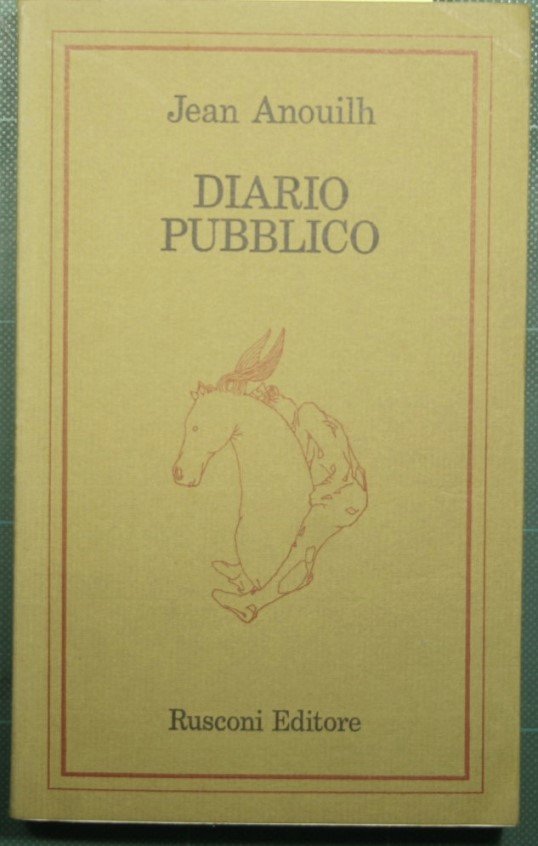 Jean Anouilh
DIARIO
PUBBLICO
Rusconi Editore